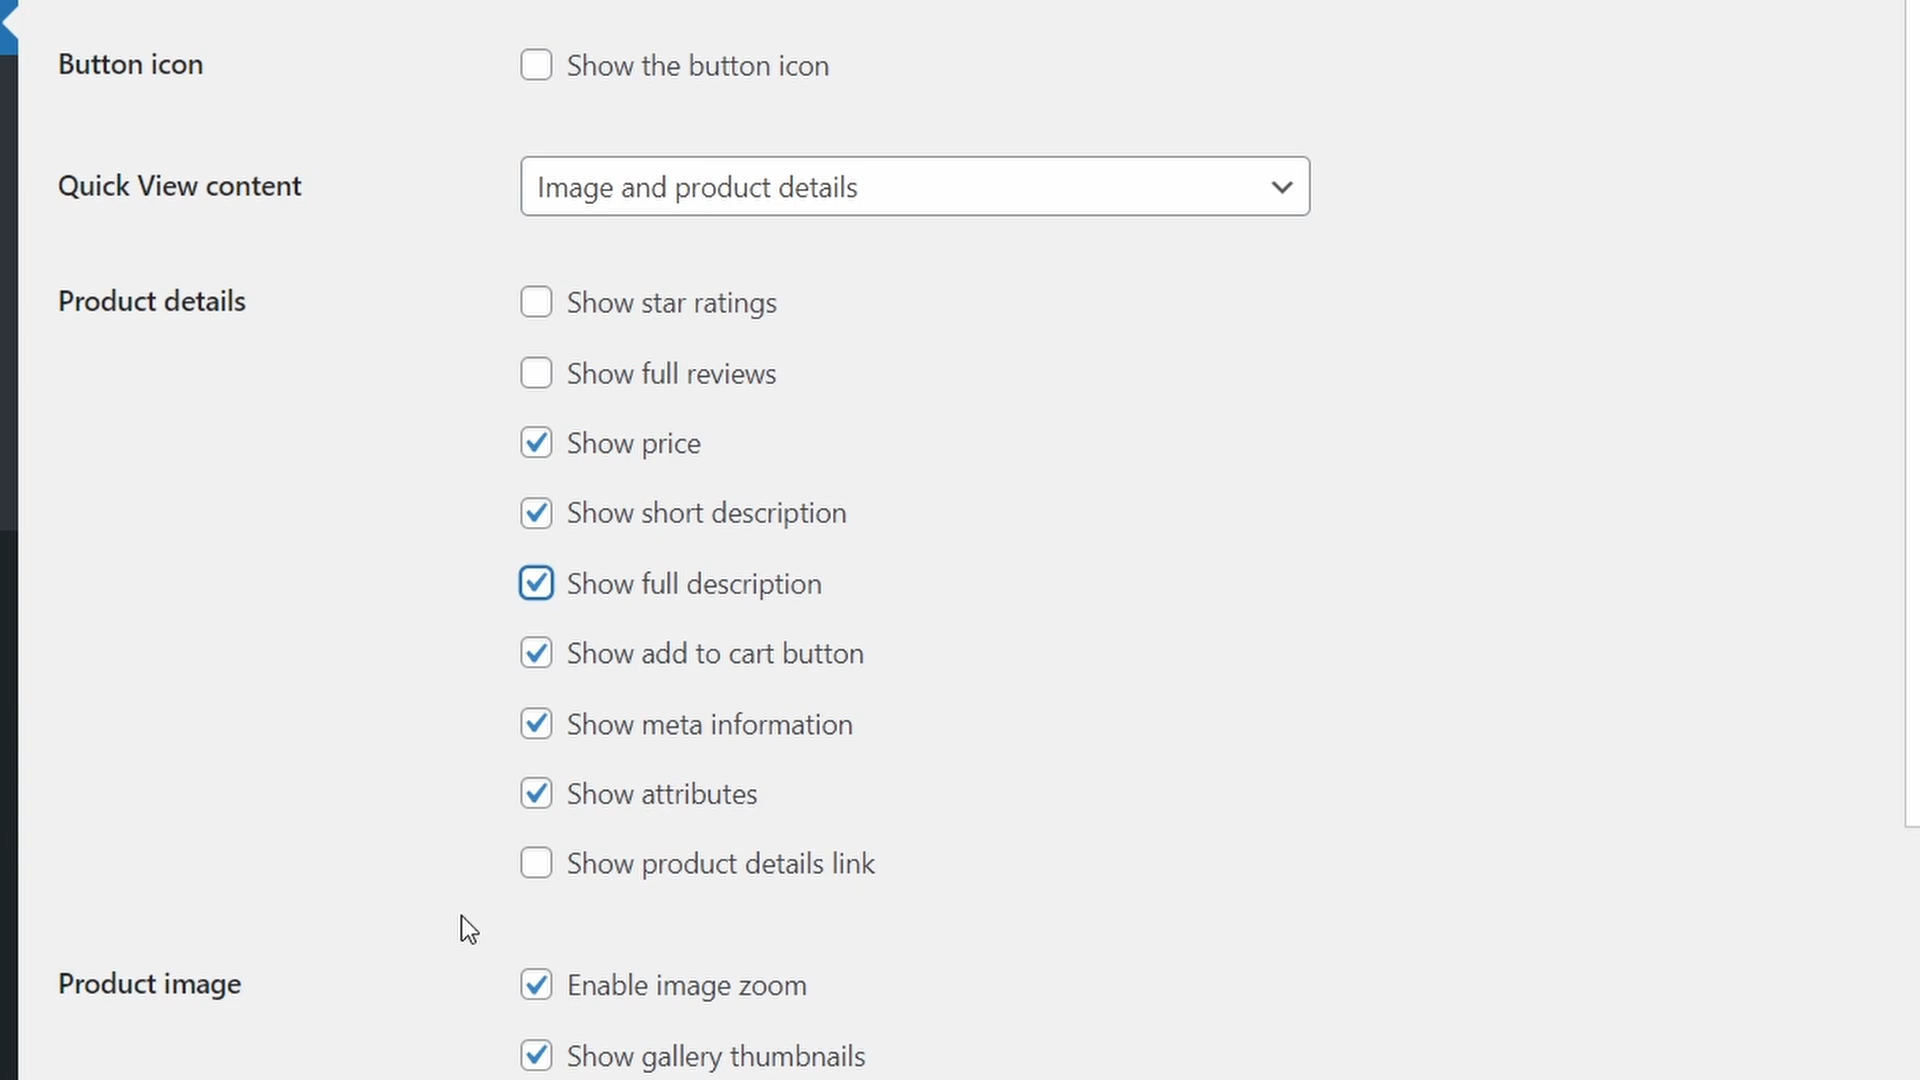 Button icon
Show the button icon
Quick View content
Image and product details
Product details
Show star ratings
Show full reviews
Show price
Show short description
Show full description
Show add to cart button
Show meta information
Show attributes
Show product details link
Product image
Enable image zoom
Show gallery thumbnails